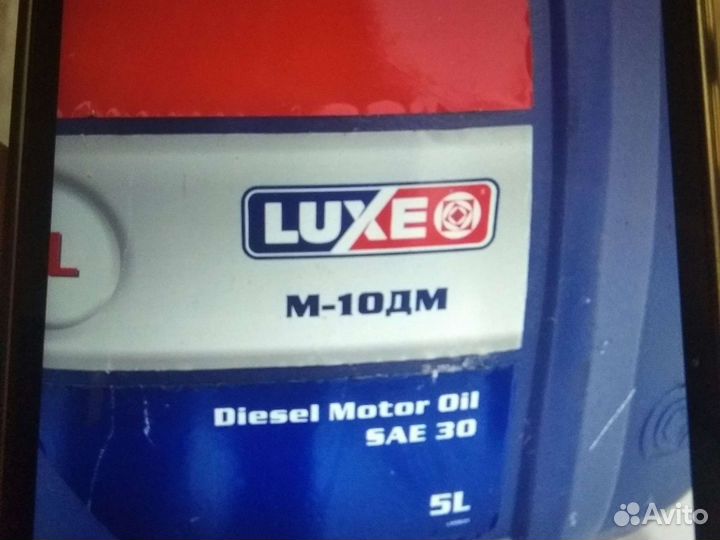 LUXE
L
М-10ДМ
Diesel Motor Oil
SAE 30
5L
Avito